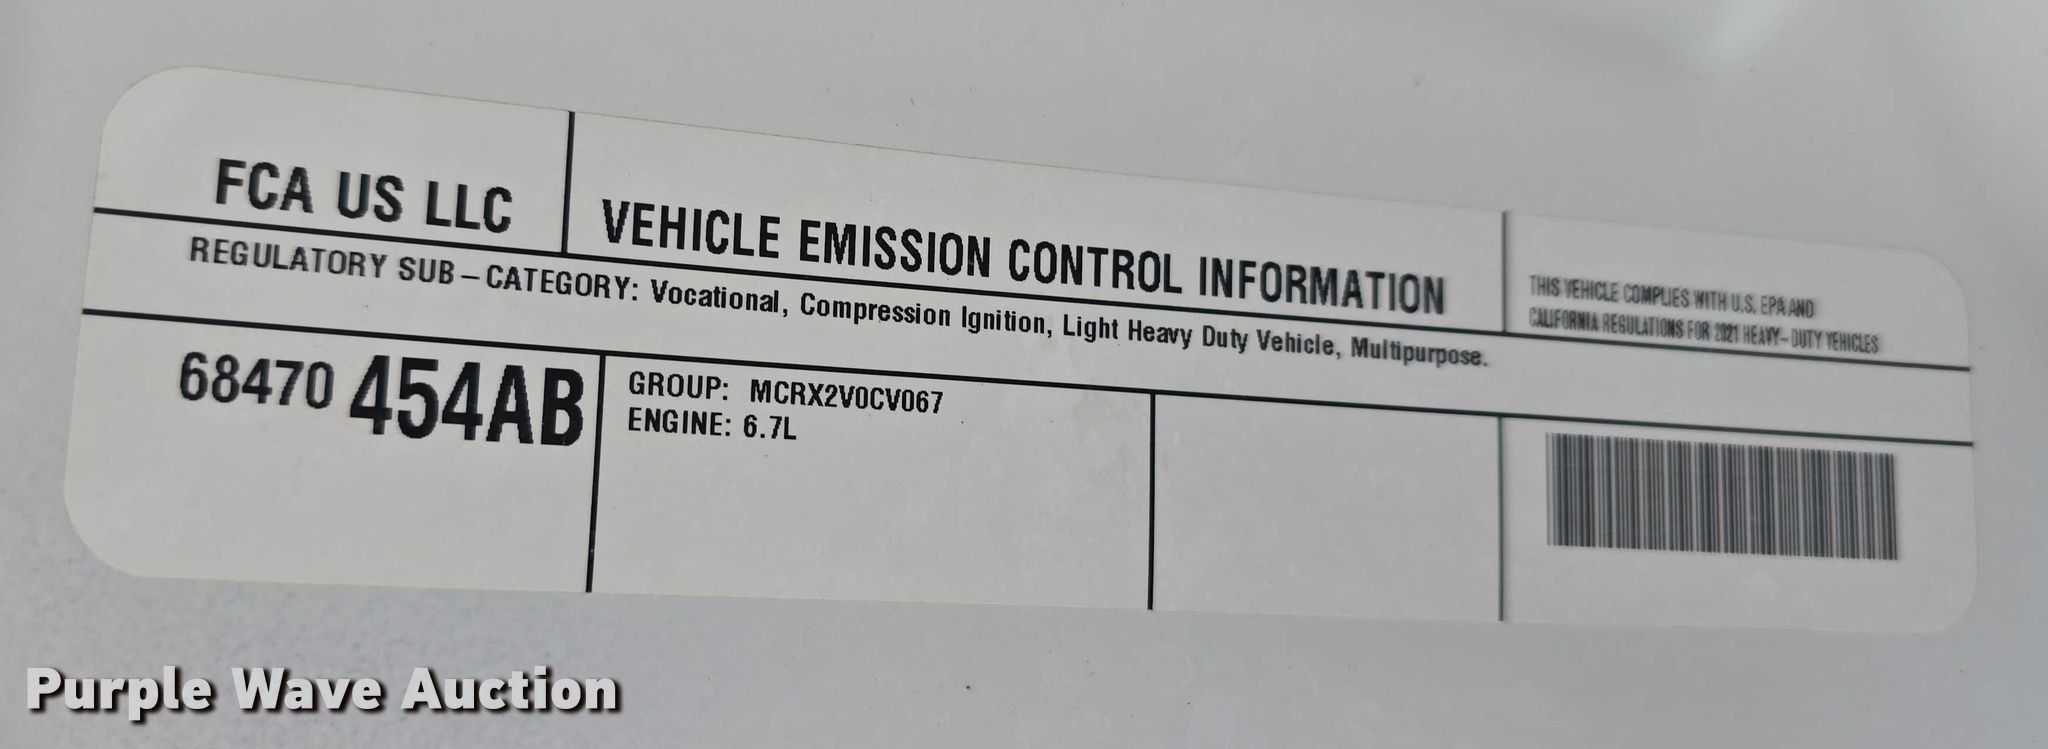 FCA US LLC
VEHICLE EMISSION CONTROL INFORMATION
THIS VEHICLE COMPLIES WITH U.S. EPA AND
CALIFORNIA REGULATIONS FOR 2021 HEAVY-DUTY VEHICLES
REGULATORY SUB-CATEGORY: Vocational, Compression Ignition, Light Heavy Duty Vehicle, Multipurpose.
68470 454AB
GROUP: MCRX2V0CV067
ENGINE: 6.7L
Purple Wave Auction